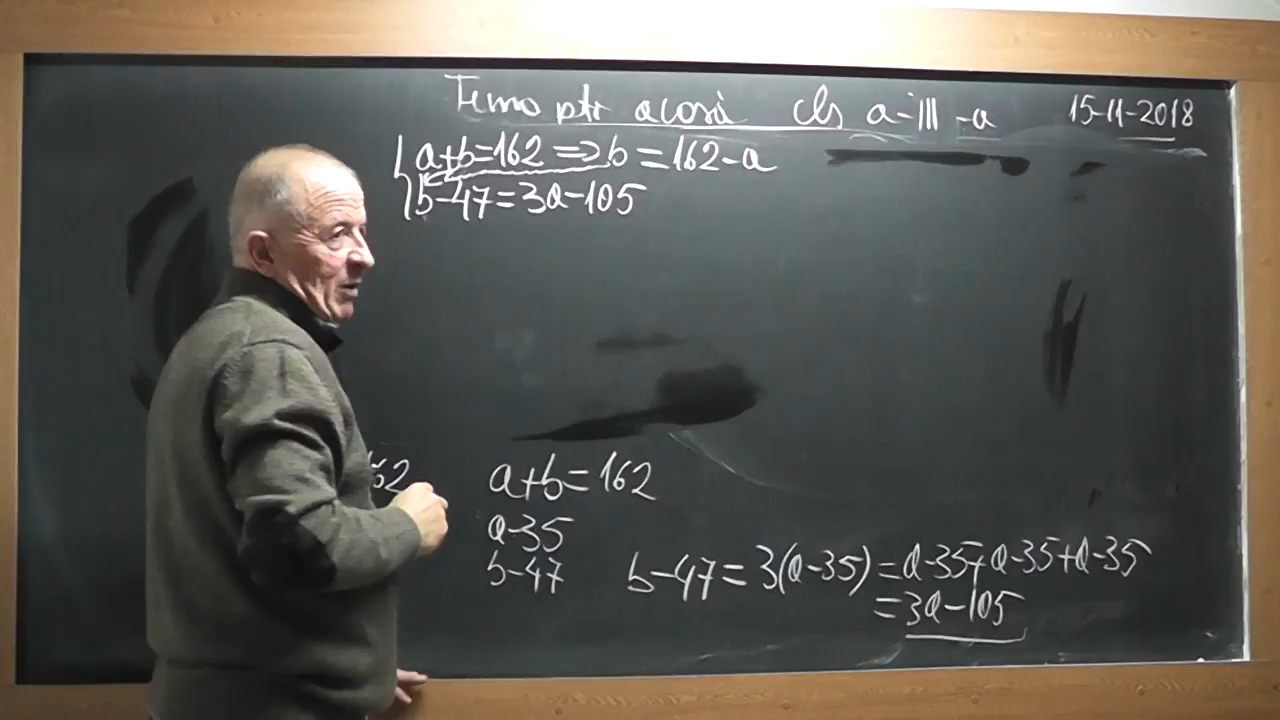 Tema ptr acasă cls a-III-a 15-11-2018
a+b=162 => b=162-a
b-47=3a-105
62
a+b=162
a-35
b-47 b-47=3(a-35)=a-35+a-35+a-35
=3a-105